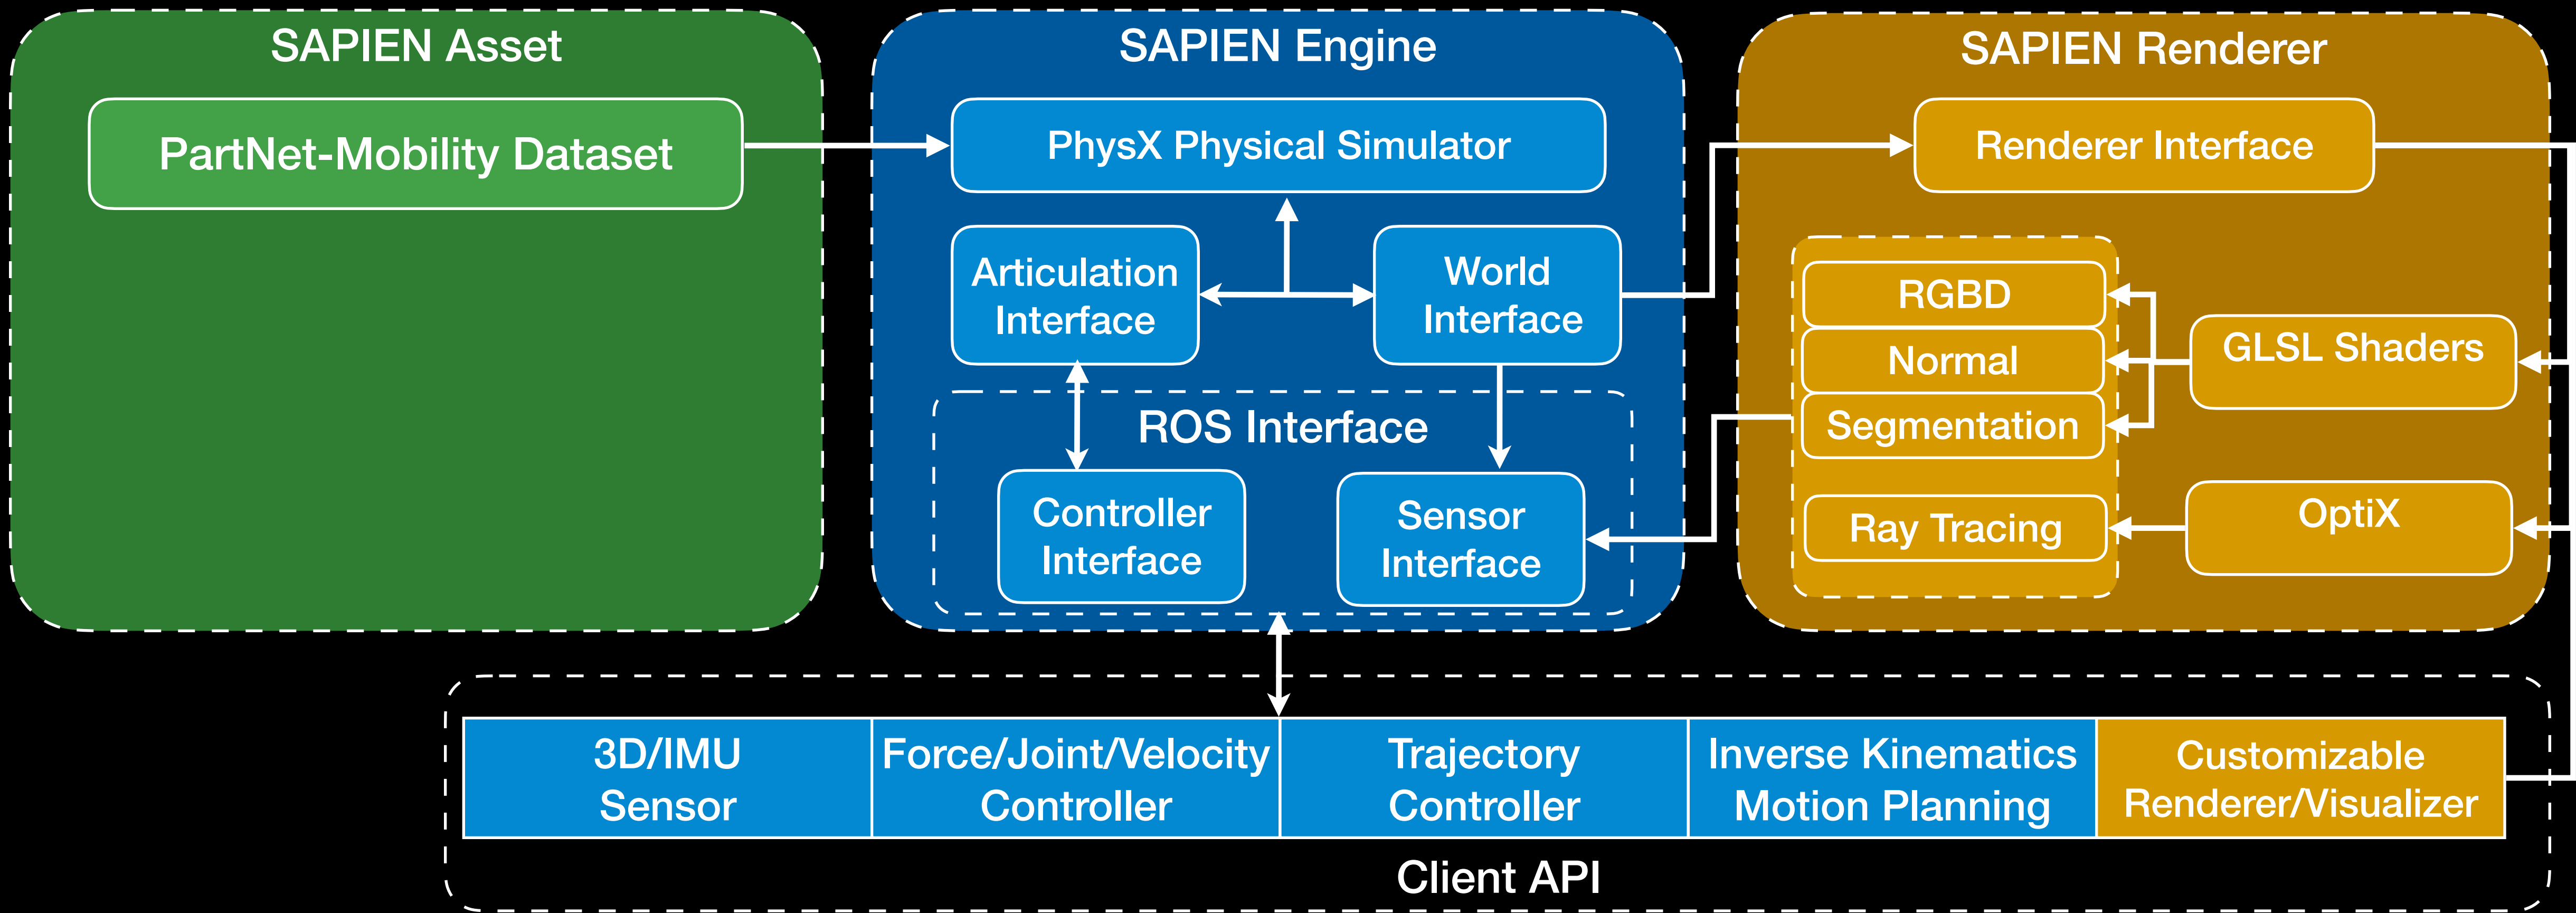 SAPIEN Asset
PartNet-Mobility Dataset
SAPIEN Engine
PhysX Physical Simulator
Articulation
Interface
World
Interface
ROS Interface
Controller
Interface
Sensor
Interface
SAPIEN Renderer
Renderer Interface
RGBD
Normal
Segmentation
Ray Tracing
GLSL Shaders
OptiX
3D/IMU
Sensor
Force/Joint/Velocity
Controller
Trajectory
Controller
Inverse Kinematics
Motion Planning
Customizable
Renderer/Visualizer
Client API